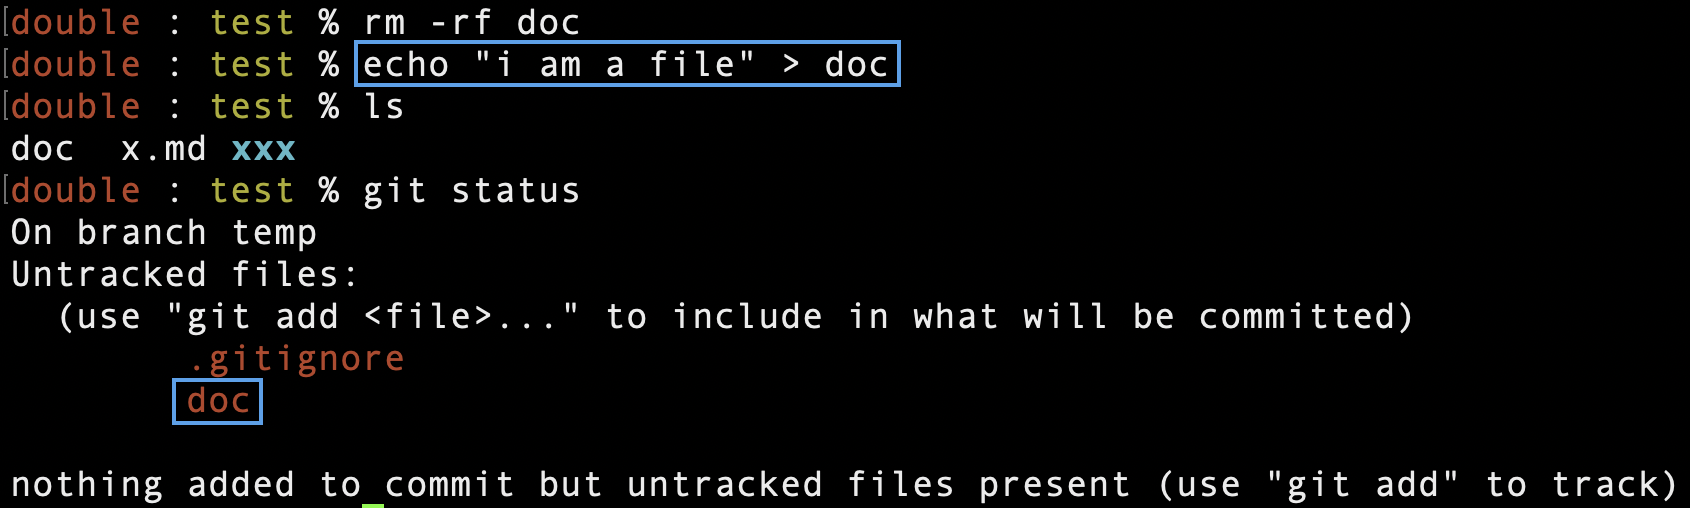 [double : test % rm -rf doc
[double : test % echo "i am a file" > doc
[double : test % ls
doc  x.md xxx
[double : test % git status
On branch temp
Untracked files:
  (use "git add <file>..." to include in what will be committed)
        .gitignore
        doc

nothing added to commit but untracked files present (use "git add" to track)